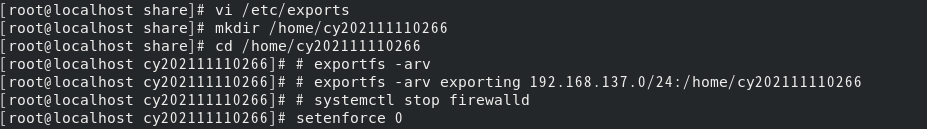 [root@localhost share]# vi /etc/exports
[root@localhost share]# mkdir /home/cy202111110266
[root@localhost share]# cd /home/cy202111110266
[root@localhost cy202111110266]# # exportfs -arv
[root@localhost cy202111110266]# # exportfs -arv exporting 192.168.137.0/24:/home/cy202111110266
[root@localhost cy202111110266]# # systemctl stop firewalld
[root@localhost cy202111110266]# setenforce 0